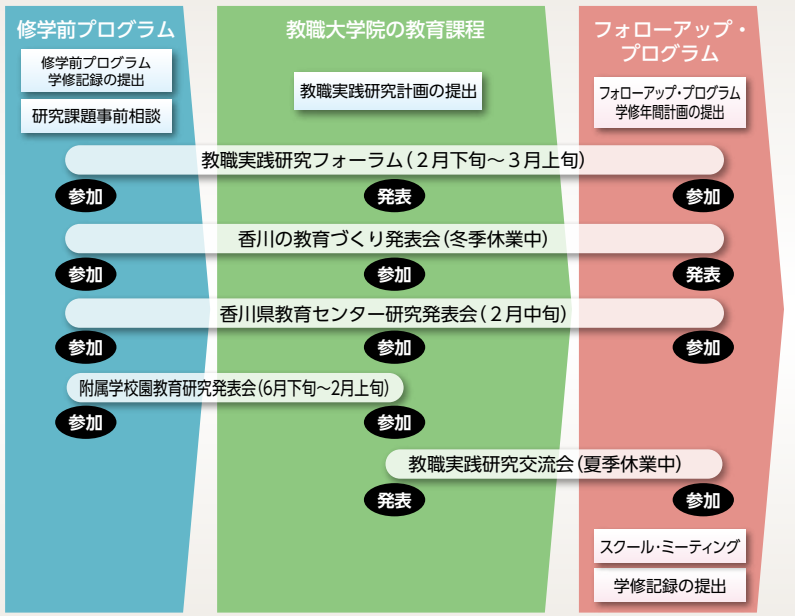 修学前プログラム
教職大学院の教育課程
フォローアップ・
プログラム
修学前プログラム
学修記録の提出
研究課題事前相談
教職実践研究計画の提出
フォローアップ・プログラム
学修年間計画の提出
教職実践研究フォーラム(2月下旬〜3月上旬)
参加
発表
参加
香川の教育づくり発表会(冬季休業中)
参加
参加
発表
香川県教育センター研究発表会(2月中旬)
参加
参加
参加
附属学校園教育研究発表会(6月下旬〜2月上旬)
参加
参加
教職実践研究交流会(夏季休業中)
発表
参加
スクール・ミーティング
学修記録の提出